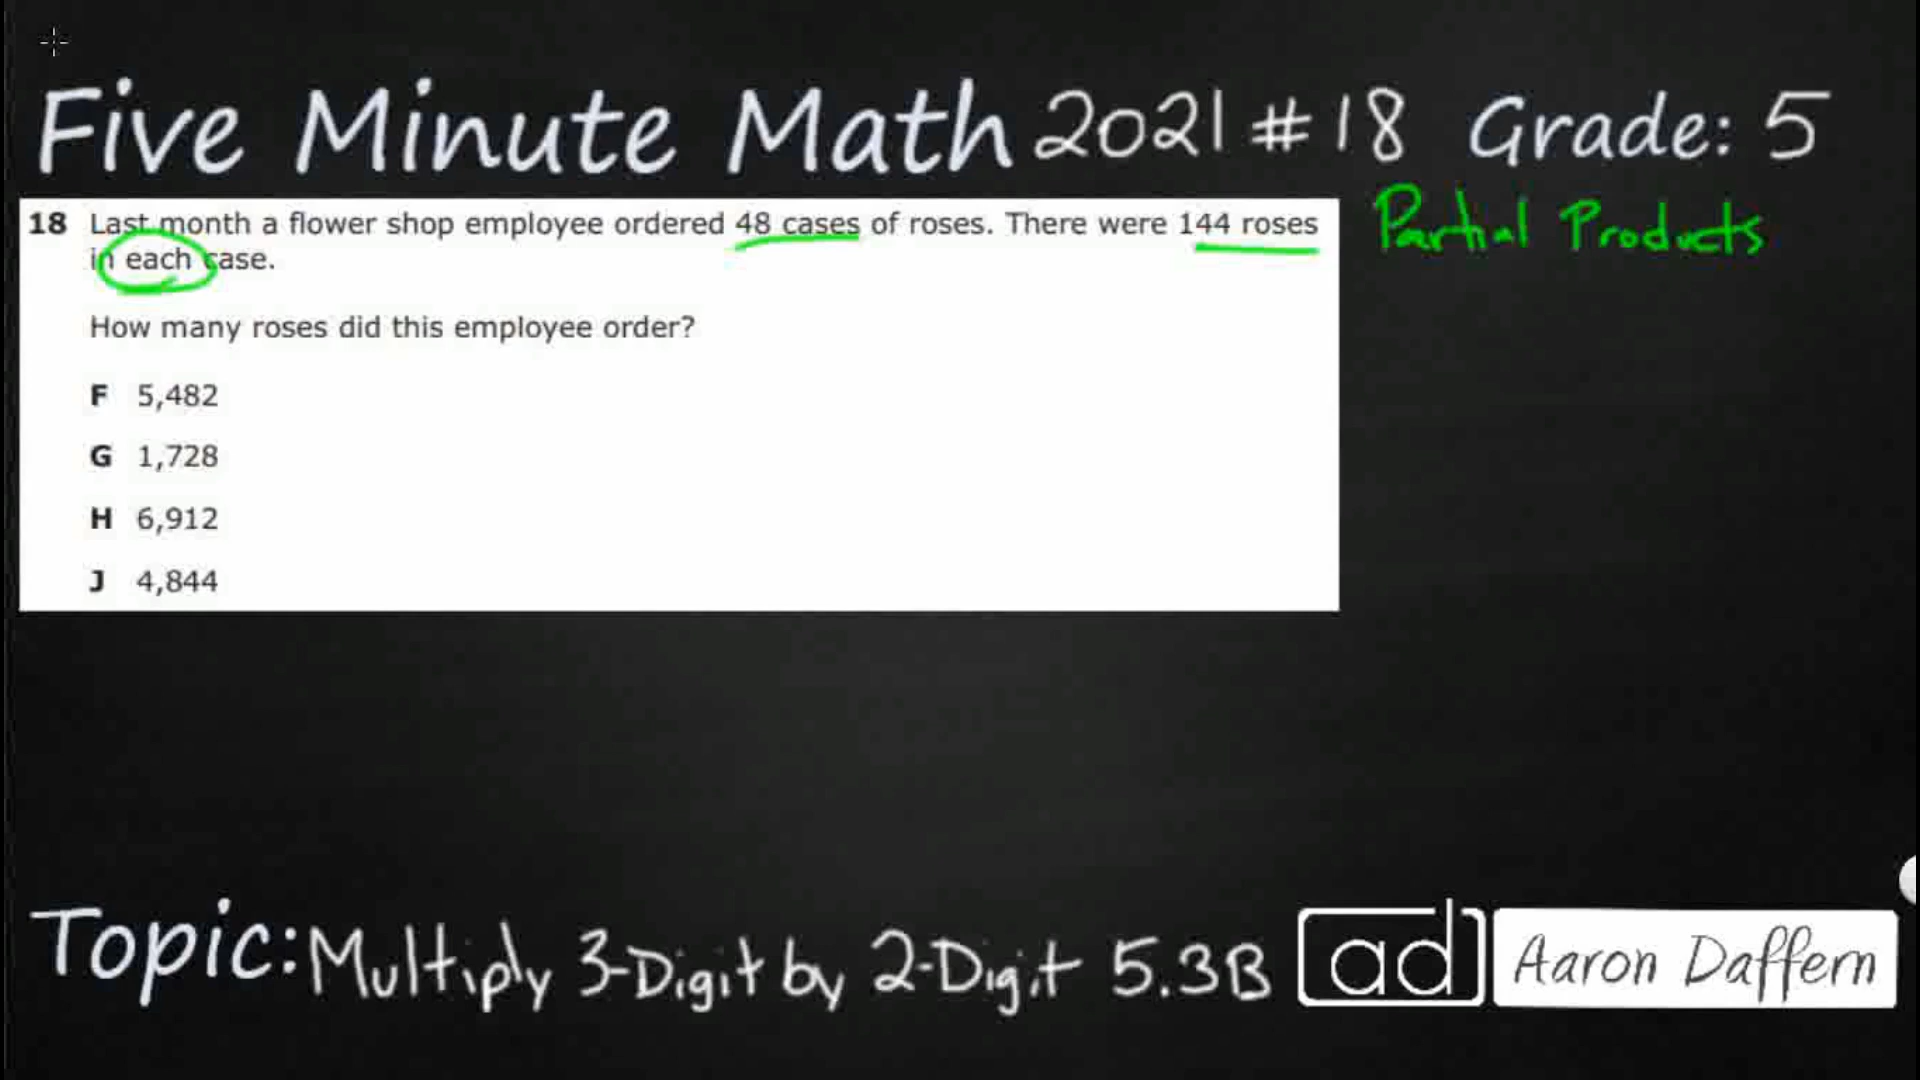 Five Minute Math 2021 #18 Grade: 5
18 Last month a flower shop employee ordered 48 cases of roses. There were 144 roses
in each case.
Partial Products
How many roses did this employee order?
F 5,482
G 1,728
H 6,912
J 4,844
Topic: Multiply 3-Digit by 2-Digit 5.3B
ad Aaron Daffern